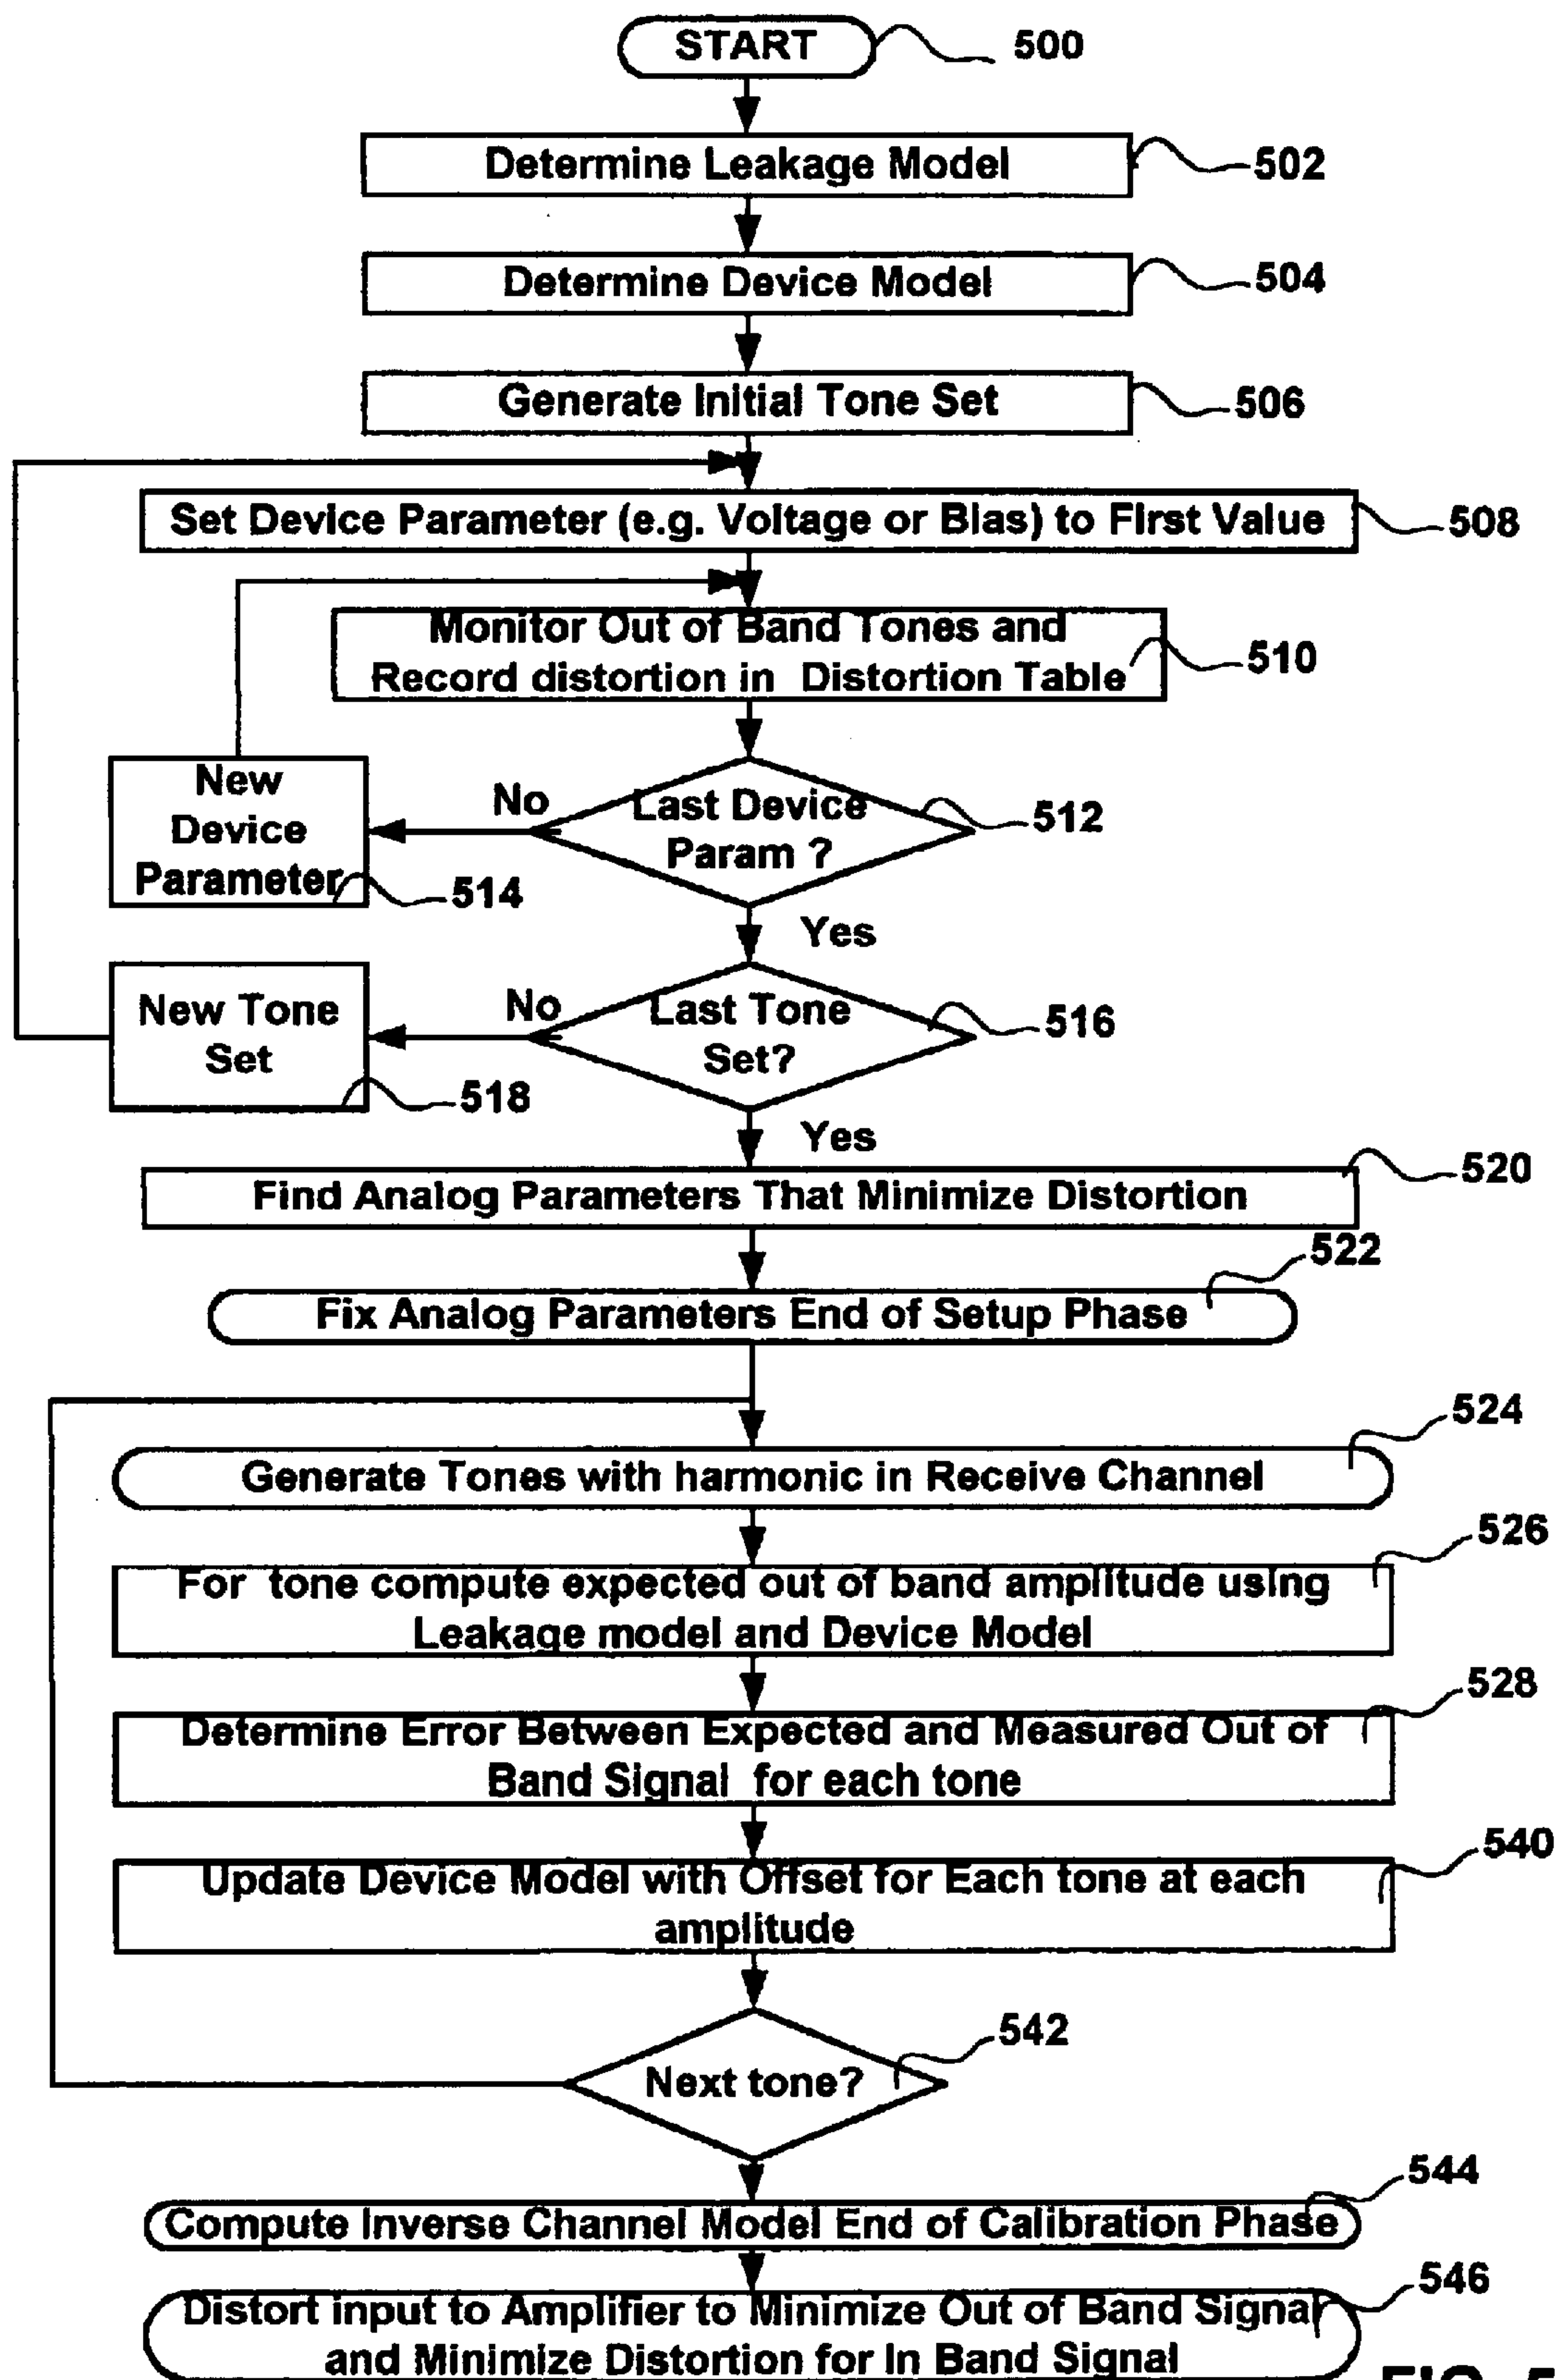 START
500
Determine Leakage Model
502
Determine Device Model
504
Generate Initial Tone Set
506
Set Device Parameter (e.g. Voltage or Bias) to First Value
508
Monitor Out of Band Tones and
Record distortion in Distortion Table
510
New
Device
Parameter
514
No
Last Device
Param ?
512
Yes
New Tone
Set
518
No
Last Tone
Set?
516
Yes
Find Analog Parameters That Minimize Distortion
520
Fix Analog Parameters End of Setup Phase
522
Generate Tones with harmonic in Receive Channel
524
For tone compute expected out of band amplitude using
Leakage model and Device Model
526
Determine Error Between Expected and Measured Out of
Band Signal for each tone
528
Update Device Model with Offset for Each tone at each
amplitude
540
Next tone?
542
Compute Inverse Channel Model End of Calibration Phase
544
Distort input to Amplifier to Minimize Out of Band Signal
and Minimize Distortion for In Band Signal
546